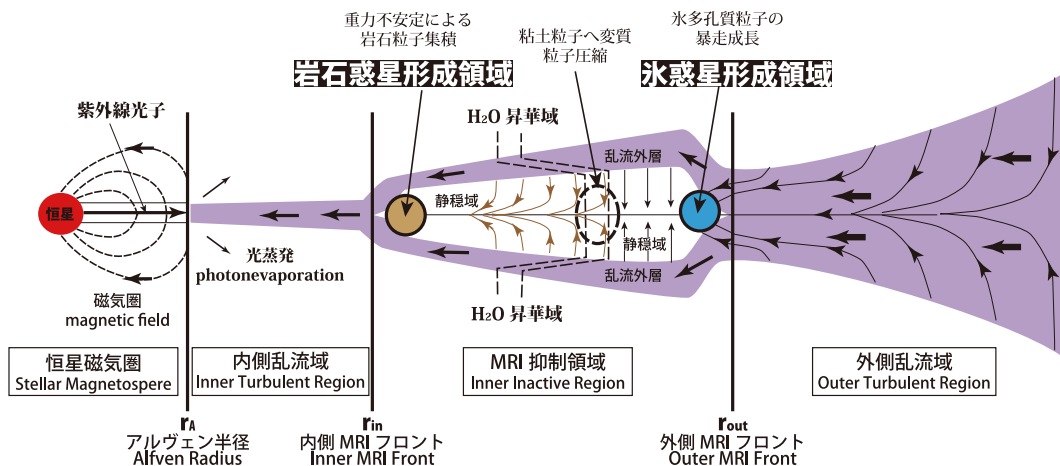 重力不安定による
岩石粒子集積
岩石惑星形成領域
粘土粒子へ変質
粒子圧縮
氷多孔質粒子の
暴走成長
氷惑星形成領域
紫外線光子
H2O 昇華域
乱流外層
恒星
静穏域
静穏域
光蒸発
photonevaporation
乱流外層
磁気圏
magnetic field
H2O 昇華域
恒星磁気圏
Stellar Magnetosphere
内側乱流域
Inner Turbulent Region
MRI 抑制領域
Inner Inactive Region
外側乱流域
Outer Turbulent Region
rA
アルヴェン半径
Alfven Radius
rin
内側 MRI フロント
Inner MRI Front
rout
外側 MRI フロント
Outer MRI Front